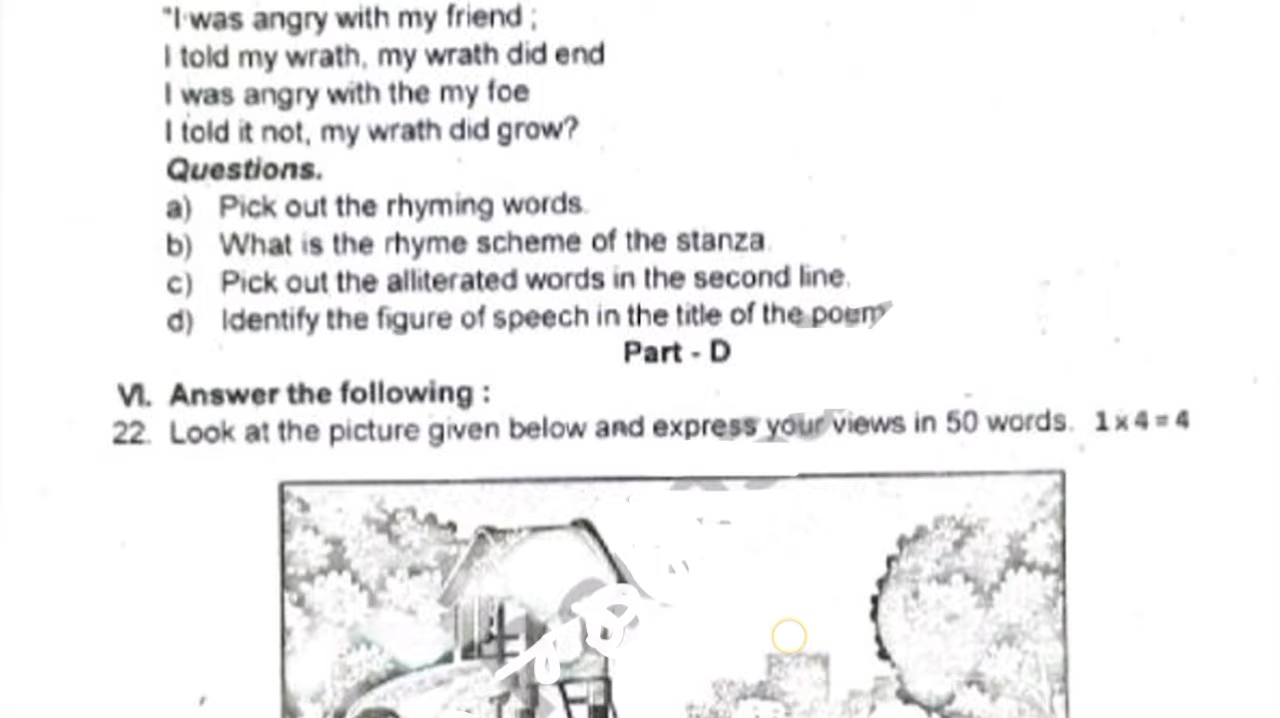 "I was angry with my friend ;
I told my wrath, my wrath did end
I was angry with the my foe
I told it not, my wrath did grow?
Questions.
a) Pick out the rhyming words.
b) What is the rhyme scheme of the stanza.
c) Pick out the alliterated words in the second line.
d) Identify the figure of speech in the title of the poem
Part - D
VI. Answer the following :
22. Look at the picture given below and express your views in 50 words. 1 x 4 = 4